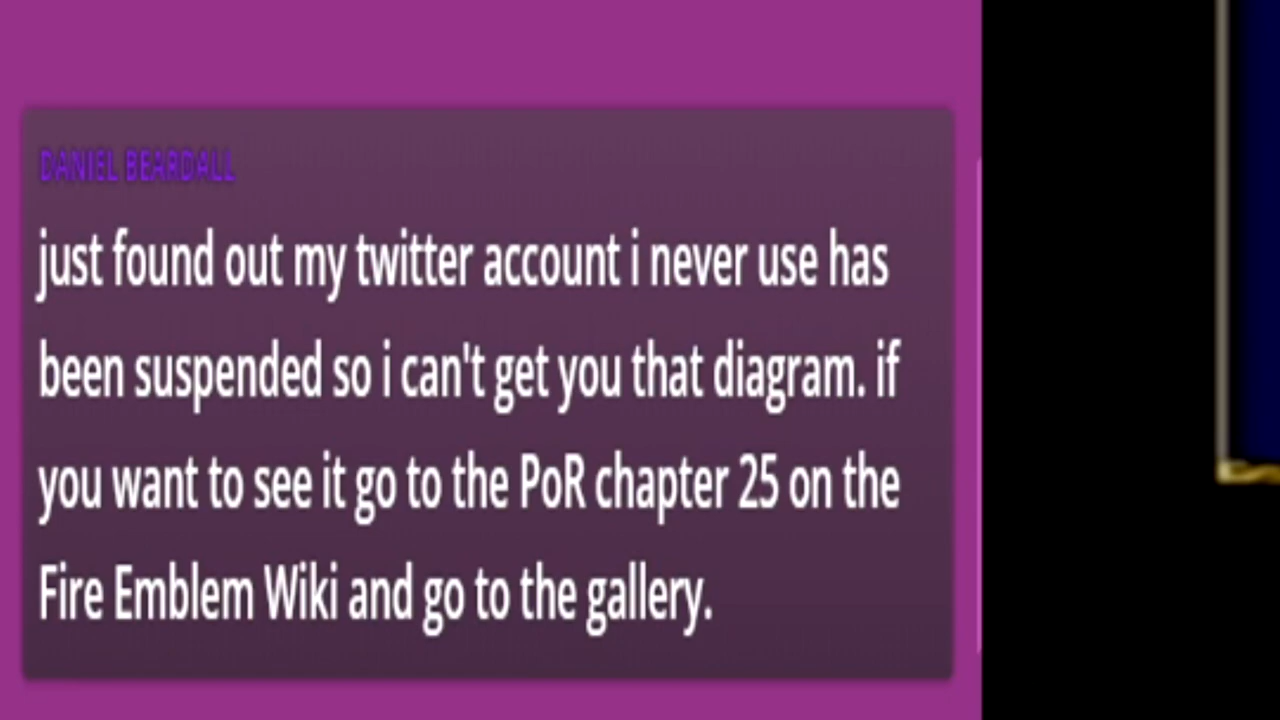 DANIEL BEARDALL
just found out my twitter account i never use has
been suspended so i can't get you that diagram. if
you want to see it go to the PoR chapter 25 on the
Fire Emblem Wiki and go to the gallery.